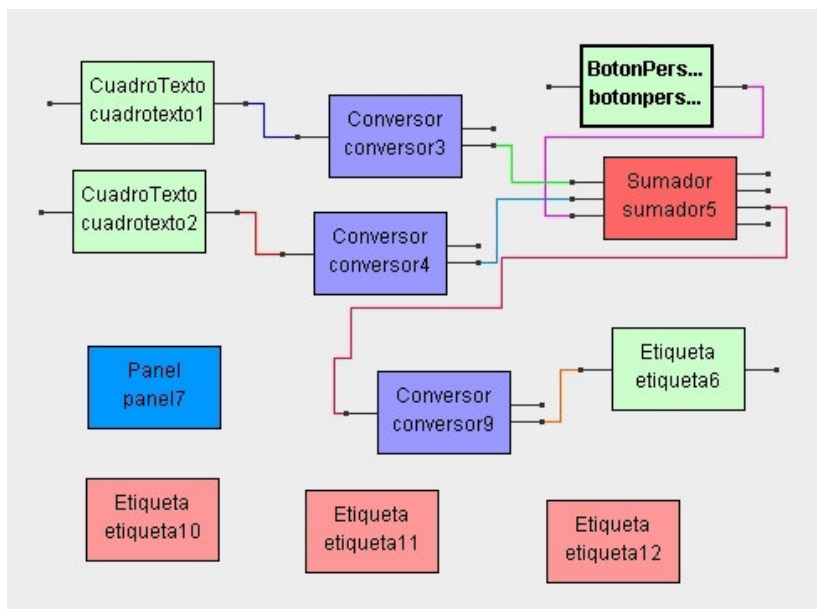 CuadroTexto
cuadrotexto1
BotonPers...
botonpers...
Conversor
conversor3
CuadroTexto
cuadrotexto2
Sumador
sumador5
Conversor
conversor4
Panel
panel7
Etiqueta
etiqueta6
Conversor
conversor9
Etiqueta
etiqueta10
Etiqueta
etiqueta11
Etiqueta
etiqueta12